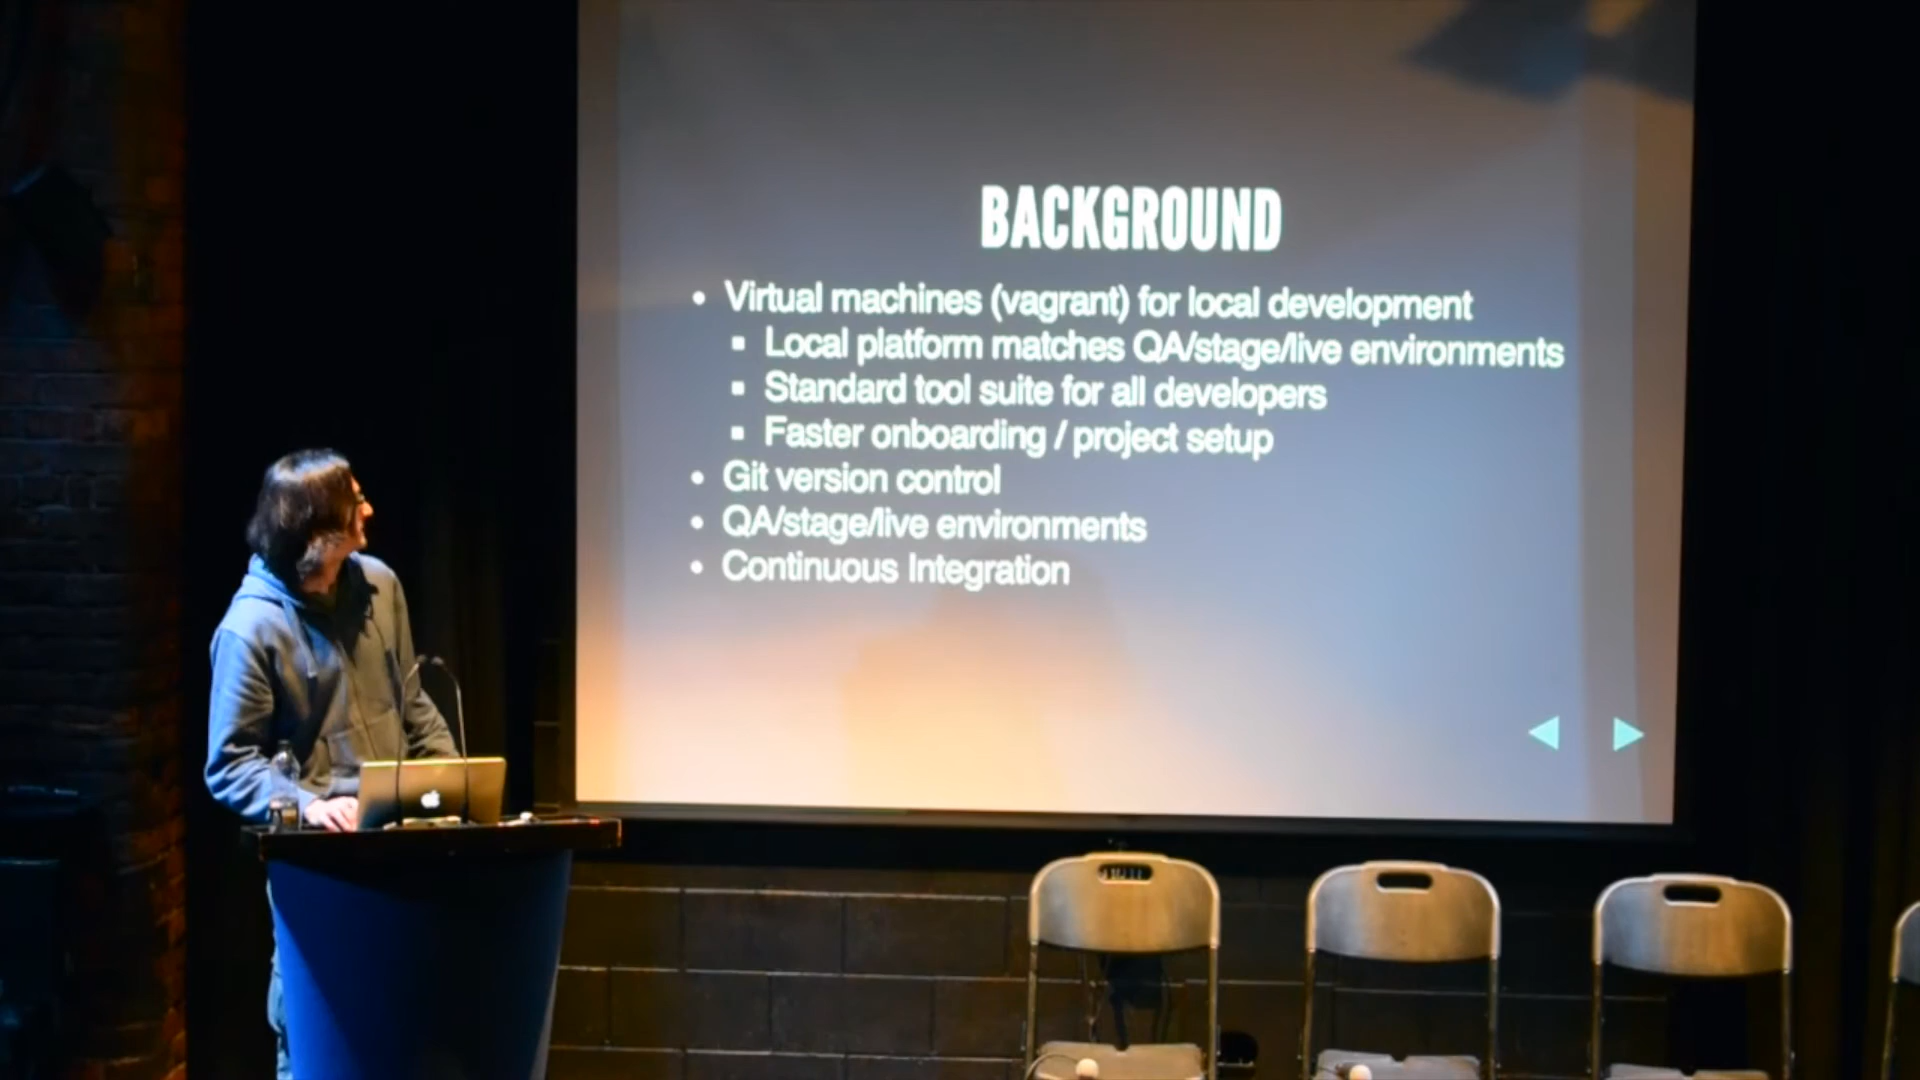 BACKGROUND
• Virtual machines (vagrant) for local development
▪ Local platform matches QA/stage/live environments
▪ Standard tool suite for all developers
▪ Faster onboarding / project setup
• Git version control
• QA/stage/live environments
• Continuous Integration